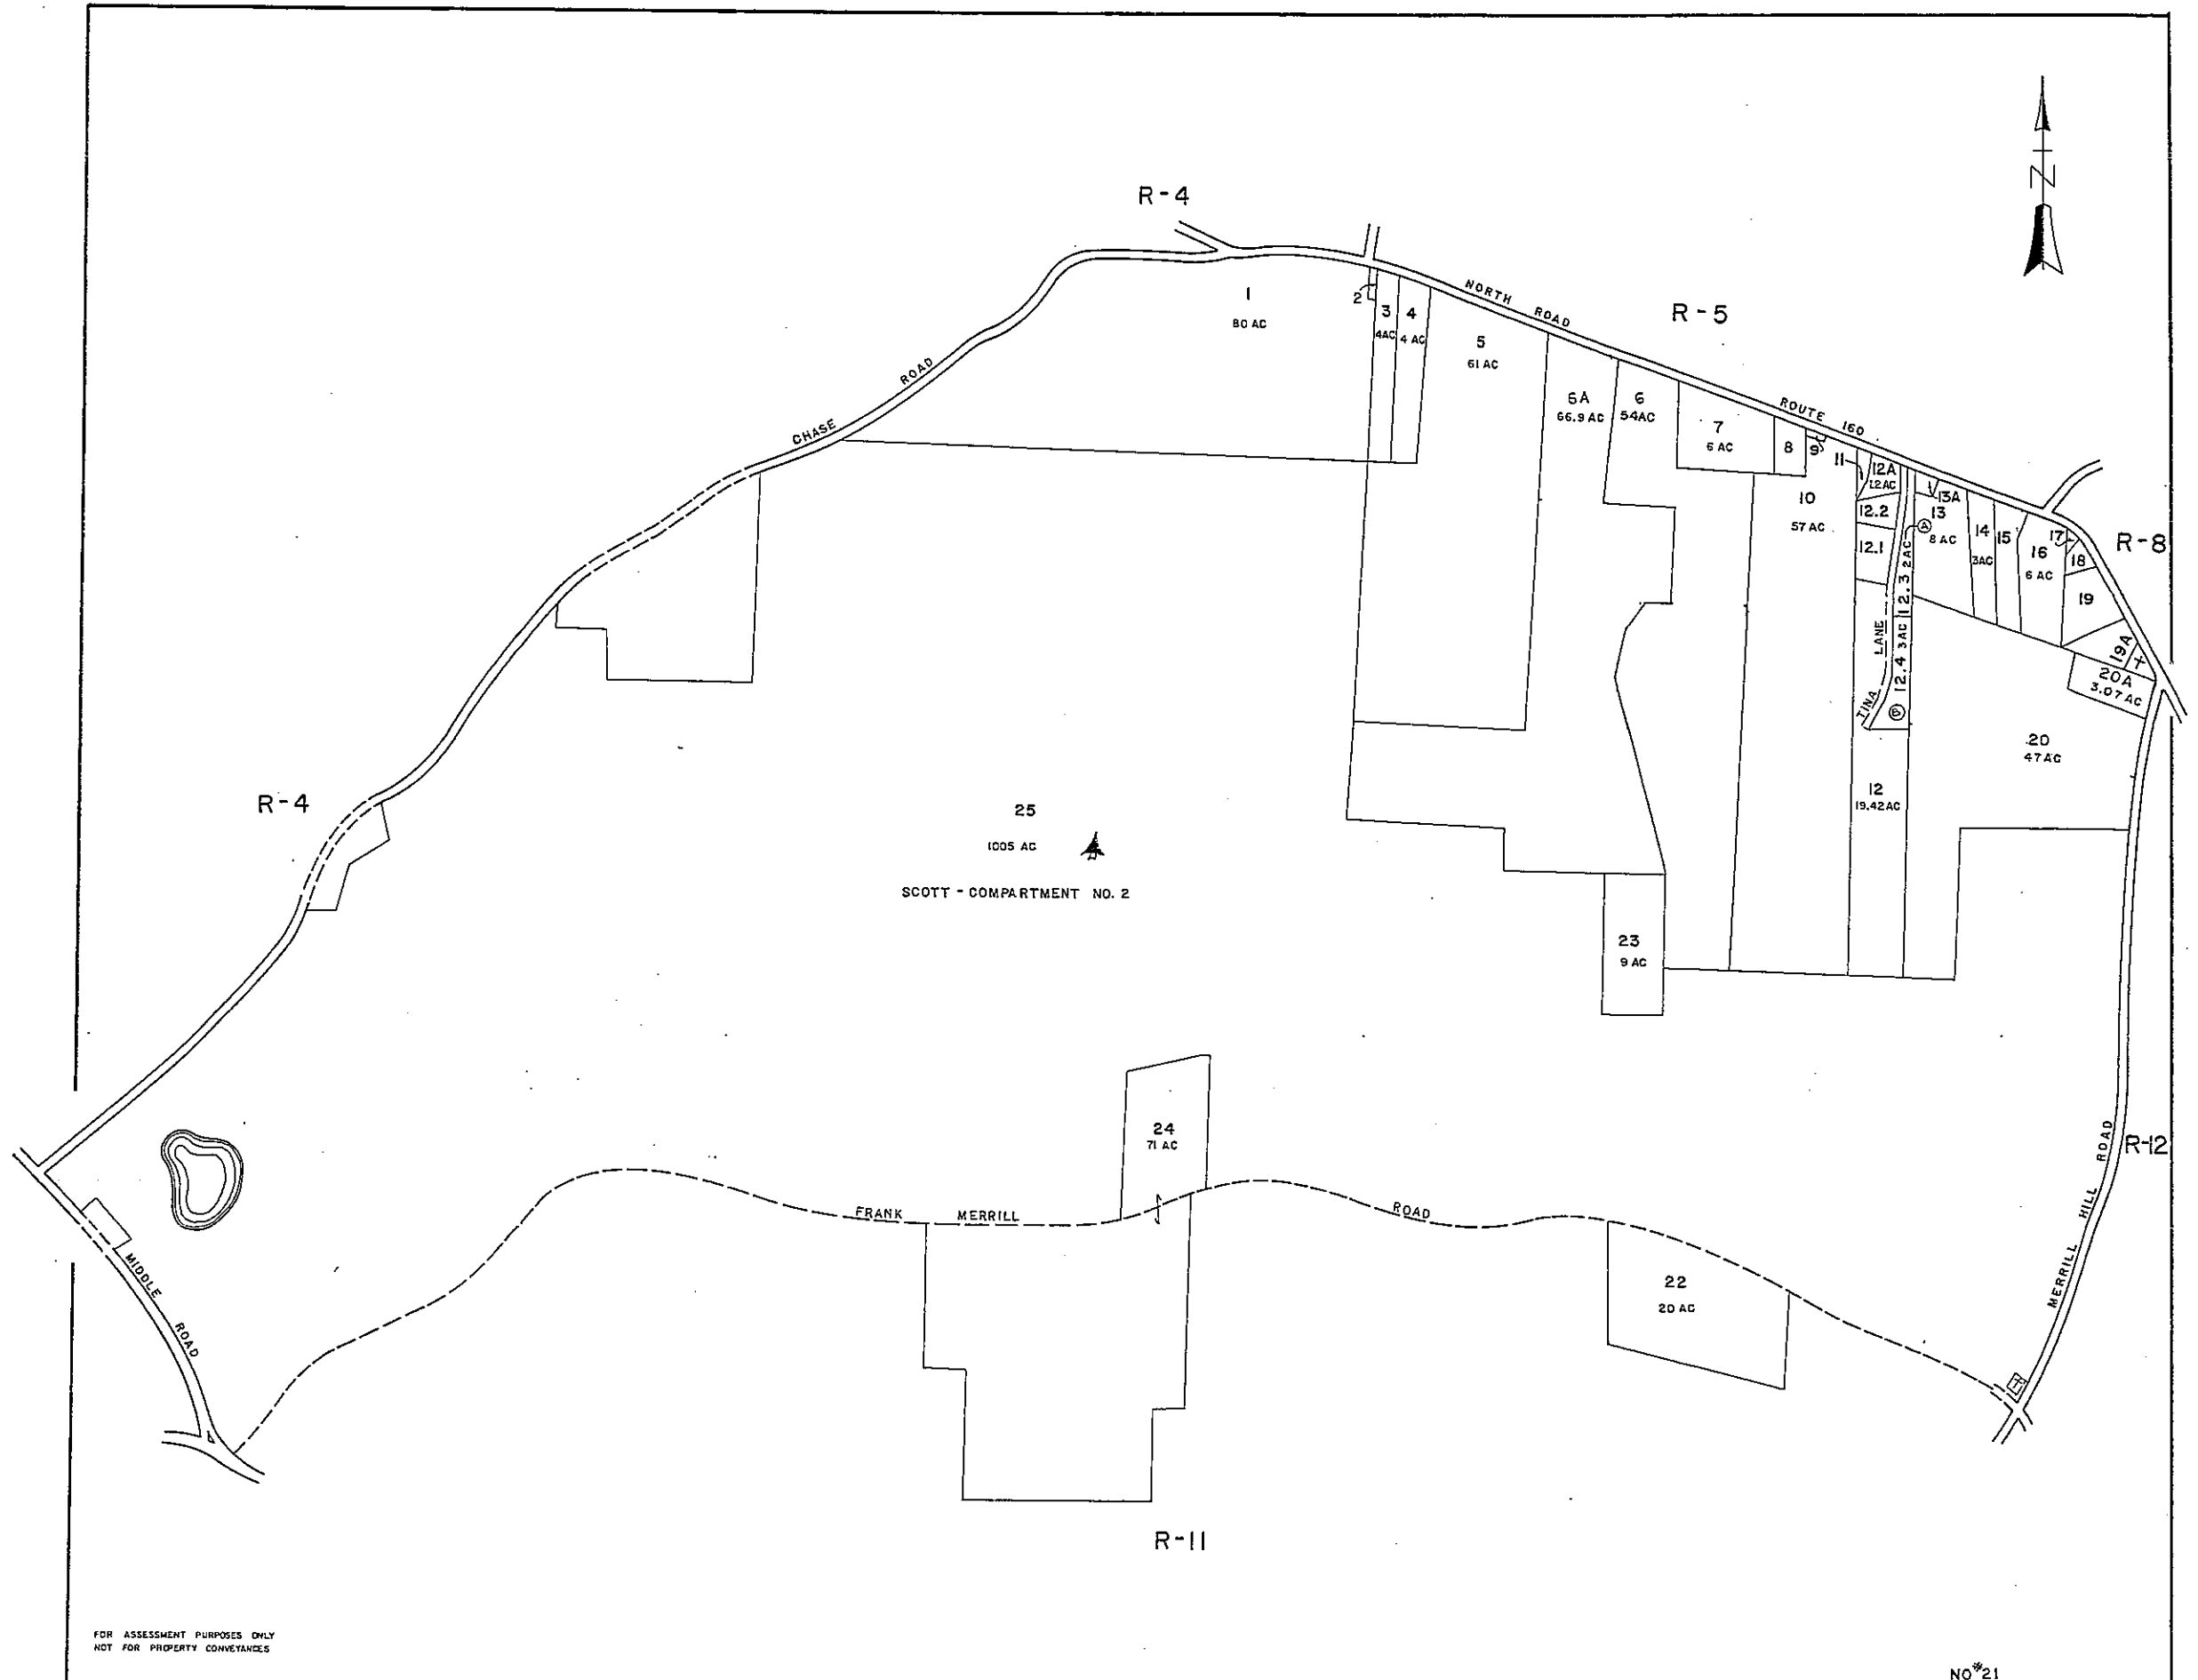 N
R-4
R-5
NORTH ROAD
1
80 AC
2
3
4AC
4
4 AC
5
61 AC
CHASE ROAD
6A
66.9 AC
6
54AC
7
6 AC
ROUTE 160
8
9
10
57 AC
11
12A
1.2AC
12.2
12.1
12.3 2 AC
A
13A
13
8 AC
14
3AC
15
16
6 AC
17
18
R-8
19
19A
20A
3.07 AC
TINA LANE
12.4 3AC
B
20
47 AC
12
19.42AC
R-4
25
1005 AC
SCOTT - COMPARTMENT NO. 2
23
9 AC
24
71 AC
R-12
MERRILL HILL ROAD
FRANK MERRILL ROAD
MIDDLE ROAD
22
20 AC
R-11
FOR ASSESSMENT PURPOSES ONLY
NOT FOR PROPERTY CONVEYANCES
NO#21